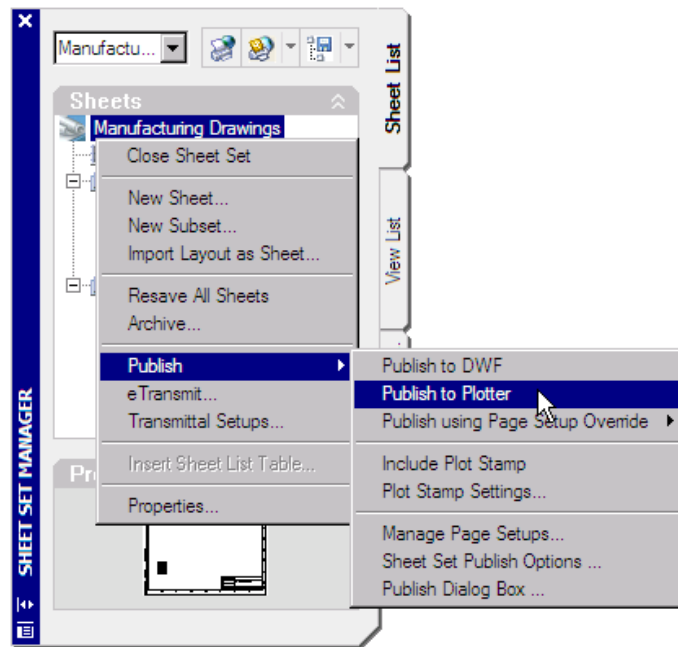 Manufactu...
Sheets
Manufacturing Drawings
Close Sheet Set
New Sheet...
New Subset...
Import Layout as Sheet...
Resave All Sheets
Archive...
Publish
eTransmit...
Transmittal Setups...
Insert Sheet List Table...
Properties...
Publish to DWF
Publish to Plotter
Publish using Page Setup Override
Include Plot Stamp
Plot Stamp Settings...
Manage Page Setups...
Sheet Set Publish Options ...
Publish Dialog Box ...
Pr
Sheet List
View List
SHEET SET MANAGER